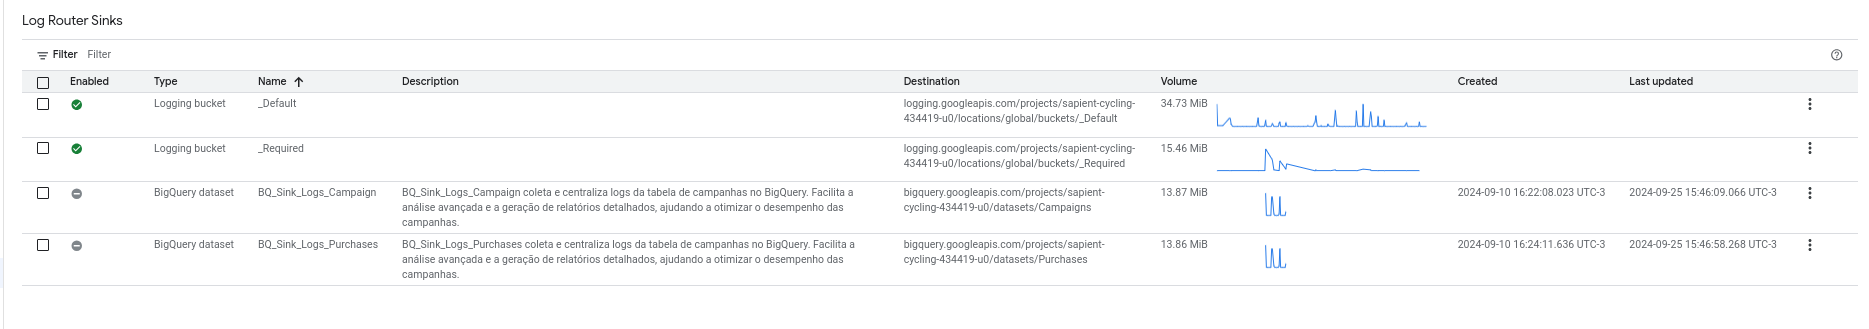 Log Router Sinks
Filter Filter
Enabled Type Name Description Destination Volume Created Last updated
Logging bucket _Default logging.googleapis.com/projects/sapient-cycling- 34.73 MiB
434419-u0/locations/global/buckets/_Default
Logging bucket _Required logging.googleapis.com/projects/sapient-cycling- 15.46 MiB
434419-u0/locations/global/buckets/_Required
BigQuery dataset BQ_Sink_Logs_Campaign BQ_Sink_Logs_Campaign coleta e centraliza logs da tabela de campanhas no BigQuery. Facilita a bigquery.googleapis.com/projects/sapient- 13.87 MiB 2024-09-10 16:22:08.023 UTC-3 2024-09-25 15:46:09.066 UTC-3
análise avançada e a geração de relatórios detalhados, ajudando a otimizar o desempenho das cycling-434419-u0/datasets/Campaigns
campanhas.
BigQuery dataset BQ_Sink_Logs_Purchases BQ_Sink_Logs_Purchases coleta e centraliza logs da tabela de campanhas no BigQuery. Facilita a bigquery.googleapis.com/projects/sapient- 13.86 MiB 2024-09-10 16:24:11.636 UTC-3 2024-09-25 15:46:58.268 UTC-3
análise avançada e a geração de relatórios detalhados, ajudando a otimizar o desempenho das cycling-434419-u0/datasets/Purchases
campanhas.